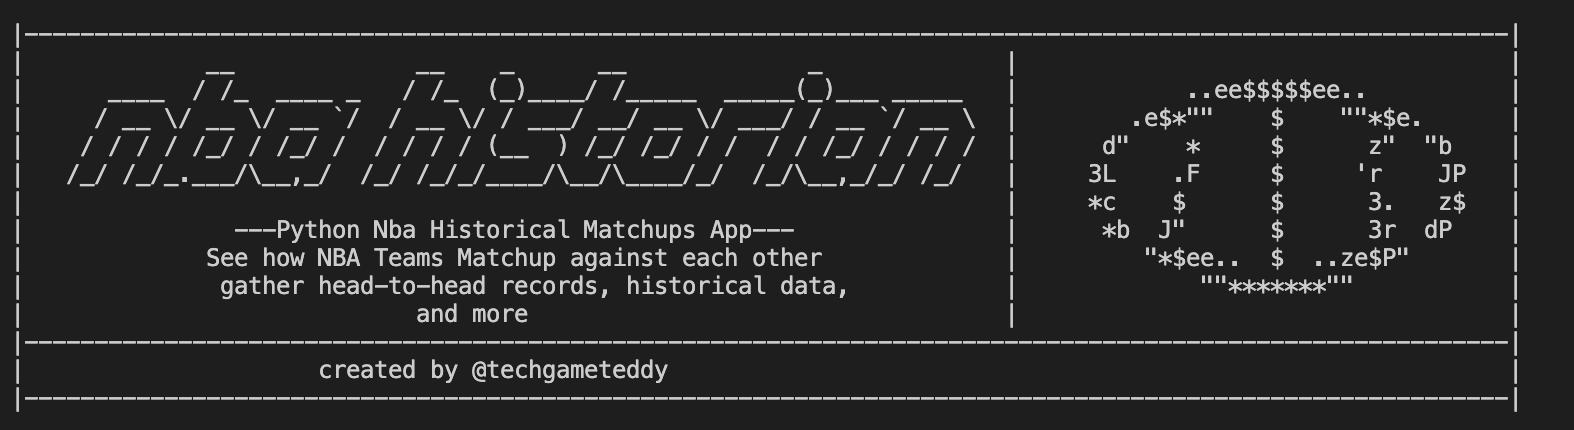 nba historian
---Python Nba Historical Matchups App---
See how NBA Teams Matchup against each other
gather head-to-head records, historical data,
and more
created by @techgameteddy